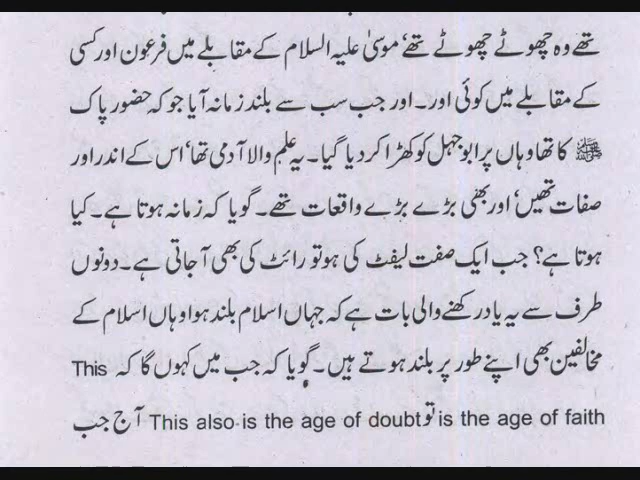 تھے وہ چھوٹے چھوٹے تھے، موسیٰ علیہ السلام کے مقابلے میں فرعون اور کسی
کے مقابلے میں کوئی اور۔ اور جب سب سے بلند زمانہ آیا جو کہ حضور پاک
ﷺ کا تھا وہاں پر ابو جہل کو کھڑا کر دیا گیا۔ یہ علم والا آدمی تھا، اس کے اندر اور
صفات تھیں، اور بھی بڑے بڑے واقعات تھے۔ گویا کہ زمانہ ہوتا ہے۔ کیا
ہوتا ہے؟ جب ایک صفت لیفٹ کی ہو تو رائٹ کی بھی آ جاتی ہے۔ دونوں
طرف سے یہ یاد رکھنے والی بات ہے کہ جہاں اسلام بلند ہوا وہاں اسلام کے
مخالفین بھی اپنے طور پر بلند ہوتے ہیں۔ گویا کہ جب میں کہوں گا کہ This
is the age of faith تو This also is the age of doubt آج جب